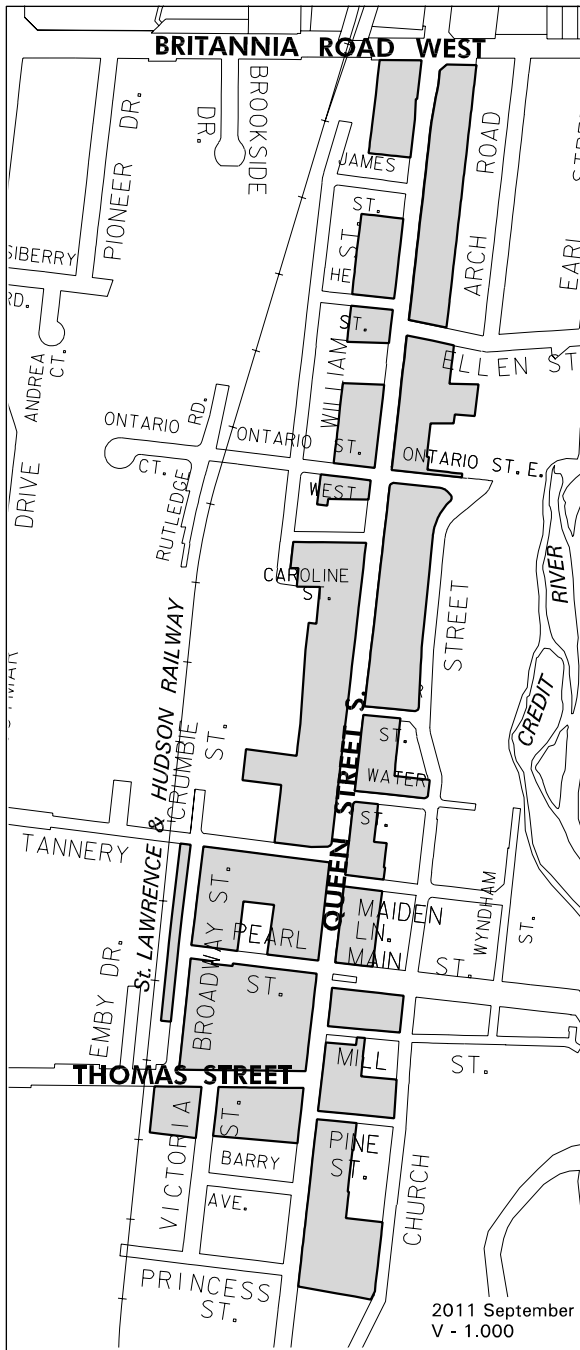 BRITANNIA ROAD WEST
PIONEER DR.
BROOKSIDE
DR.
ARCH ROAD
JAMES
ST.
ST.
HE
RD.
ST.
WILLIAM
ELLEN ST
ANDREA
CT.
DRIVE
ONTARIO
RD.
CT.
RUTLEDGE
ONTARIO
ST.
WEST
ONTARIO ST. E.
CAROLINE
ST.
STREET
RIVER
CREDIT
St. LAWRENCE & HUDSON RAILWAY
CRUMBIE
ST.
QUEEN STREET S.
ST.
WATER
ST.
TANNERY
BROADWAY ST.
PEARL
ST.
MAIDEN
LN.
MAIN
ST.
WYNDHAM
ST.
EMBY DR.
THOMAS STREET
MILL
ST.
VICTORIA
ST.
BARRY
AVE.
PINE
ST.
CHURCH
PRINCESS
ST.
2011 September
V - 1.000